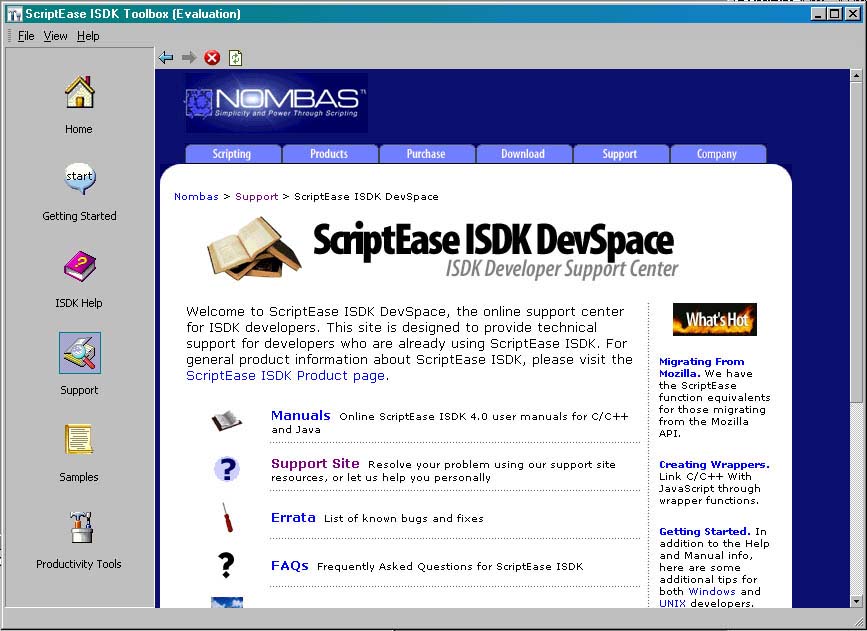 ScriptEase ISDK Toolbox (Evaluation)
File View Help
Home
start
Getting Started
?
ISDK Help
Support
Samples
Productivity Tools
NOMBAS™
Simplicity and Power Through Scripting
Scripting Products Purchase Download Support Company
Nombas > Support > ScriptEase ISDK DevSpace
ScriptEase ISDK DevSpace
ISDK Developer Support Center
Welcome to ScriptEase ISDK DevSpace, the online support center
for ISDK developers. This site is designed to provide technical
support for developers who are already using ScriptEase ISDK. For
general product information about ScriptEase ISDK, please visit the
ScriptEase ISDK Product page.
Manuals Online ScriptEase ISDK 4.0 user manuals for C/C++
and Java
?
Support Site Resolve your problem using our support site
resources, or let us help you personally
Errata List of known bugs and fixes
?
FAQs Frequently Asked Questions for ScriptEase ISDK
What's Hot
Migrating From
Mozilla. We have
the ScriptEase
function equivalents
for those migrating
from the Mozilla
API.
Creating Wrappers.
Link C/C++ With
JavaScript through
wrapper functions.
Getting Started. In
addition to the Help
and Manual info,
here are some
additional tips for
both Windows and
UNIX developers.